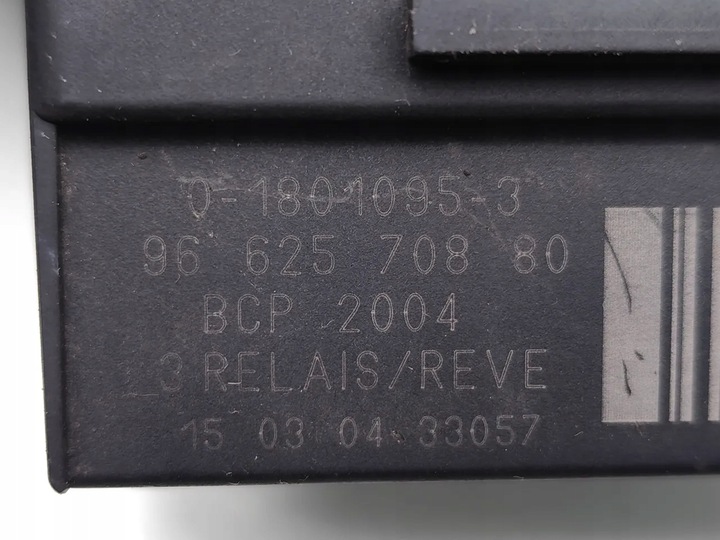 0-1801095-3
96 625 708 80
BCP 2004
3 RELAIS/REVE
15 03 04 33057